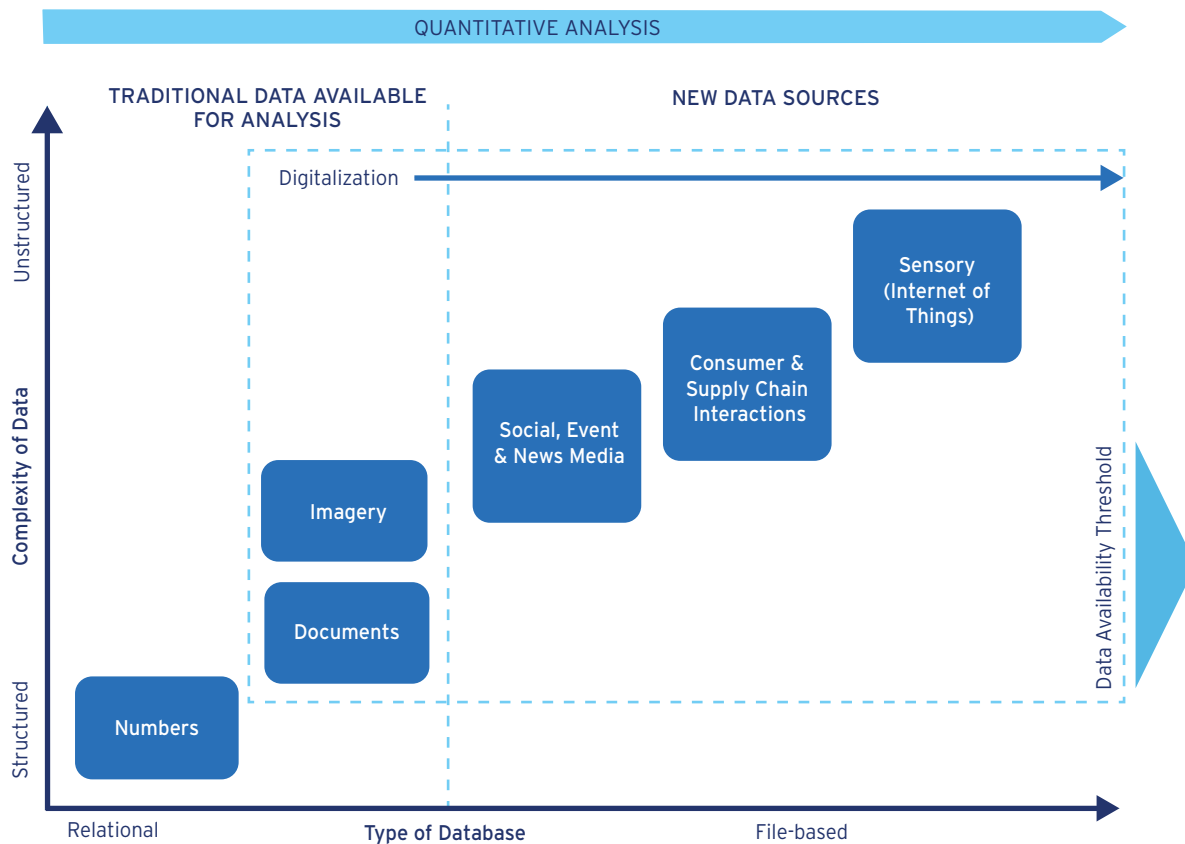 QUANTITATIVE ANALYSIS
TRADITIONAL DATA AVAILABLE
FOR ANALYSIS
NEW DATA SOURCES
Digitalization
Unstructured
Complexity of Data
Structured
Sensory
(Internet of
Things)
Consumer &
Supply Chain
Interactions
Social, Event
& News Media
Imagery
Documents
Numbers
Data Availability Threshold
Relational
Type of Database
File-based